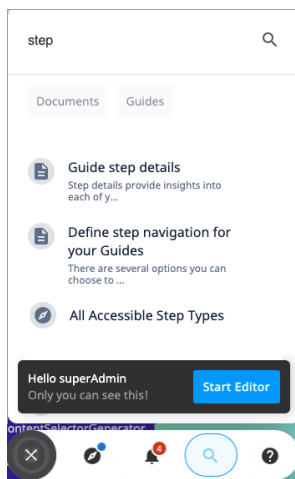 step
Documents Guides
Guide step details
Step details provide insights into
each of y...
Define step navigation for
your Guides
There are several options you can
choose to ...
All Accessible Step Types
Hello superAdmin
Only you can see this!
Start Editor
ontentSelectorGenerator
4
?